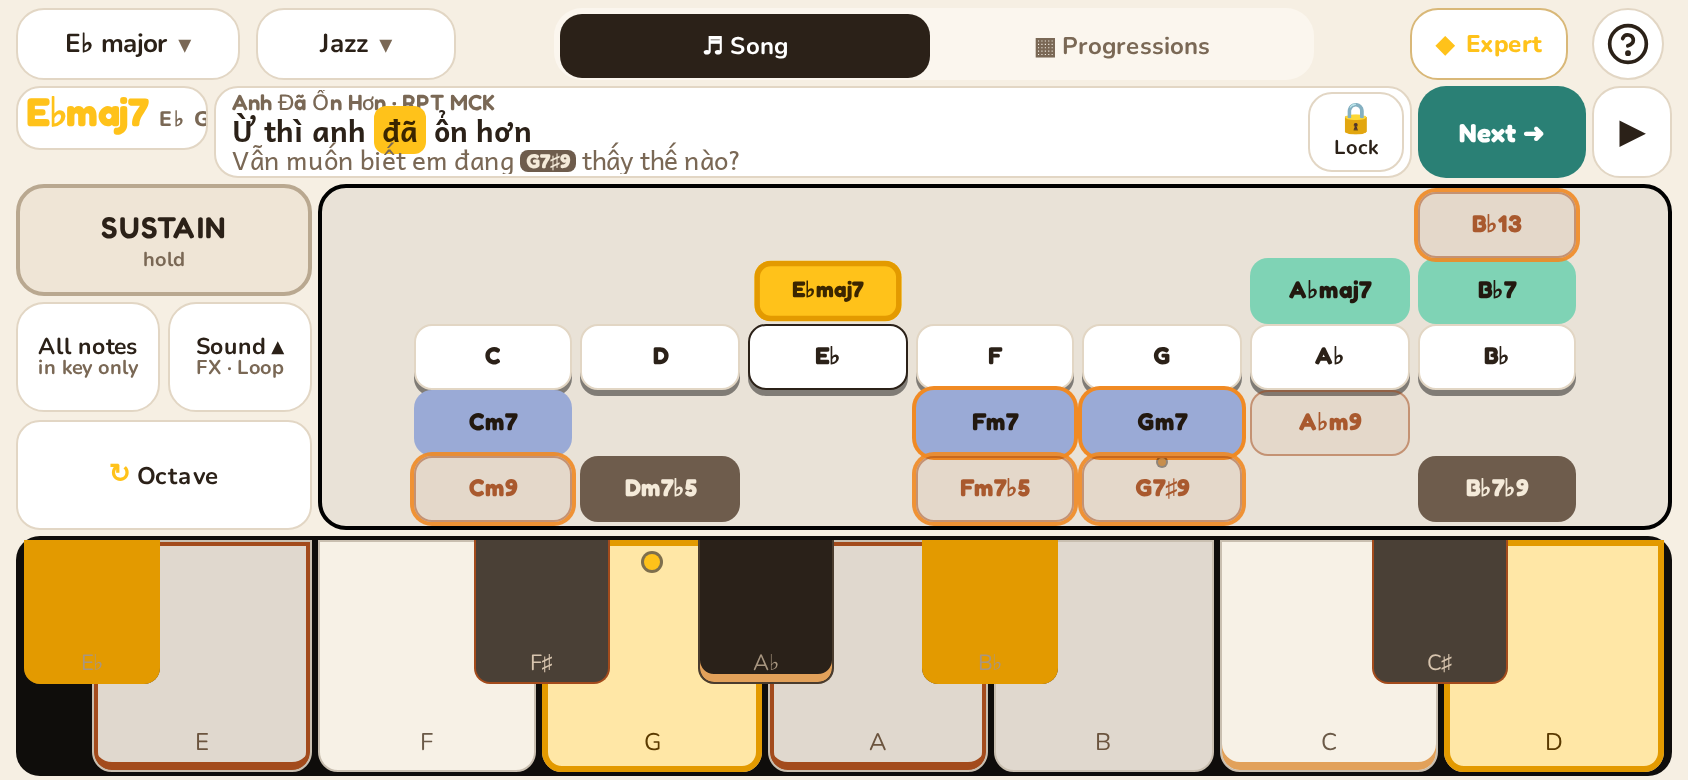 E♭ major ▼
Jazz ▼
♬ Song
▦ Progressions
◆ Expert
?
E♭maj7 E♭ G
Anh Đã Ổn Hơn · RPT MCK
Ừ thì anh đã ổn hơn
Vẫn muốn biết em đang G7♯9 thấy thế nào?
🔒
Lock
Next →
▶
SUSTAIN
hold
All notes
in key only
Sound ▲
FX · Loop
↻ Octave
B♭13
E♭maj7
A♭maj7
B♭7
C
D
E♭
F
G
A♭
B♭
Cm7
Fm7
Gm7
A♭m9
Cm9
Dm7♭5
Fm7♭5
G7♯9
B♭7♭9
E♭
F♯
A♭
B♭
C♯
E
F
G
A
B
C
D